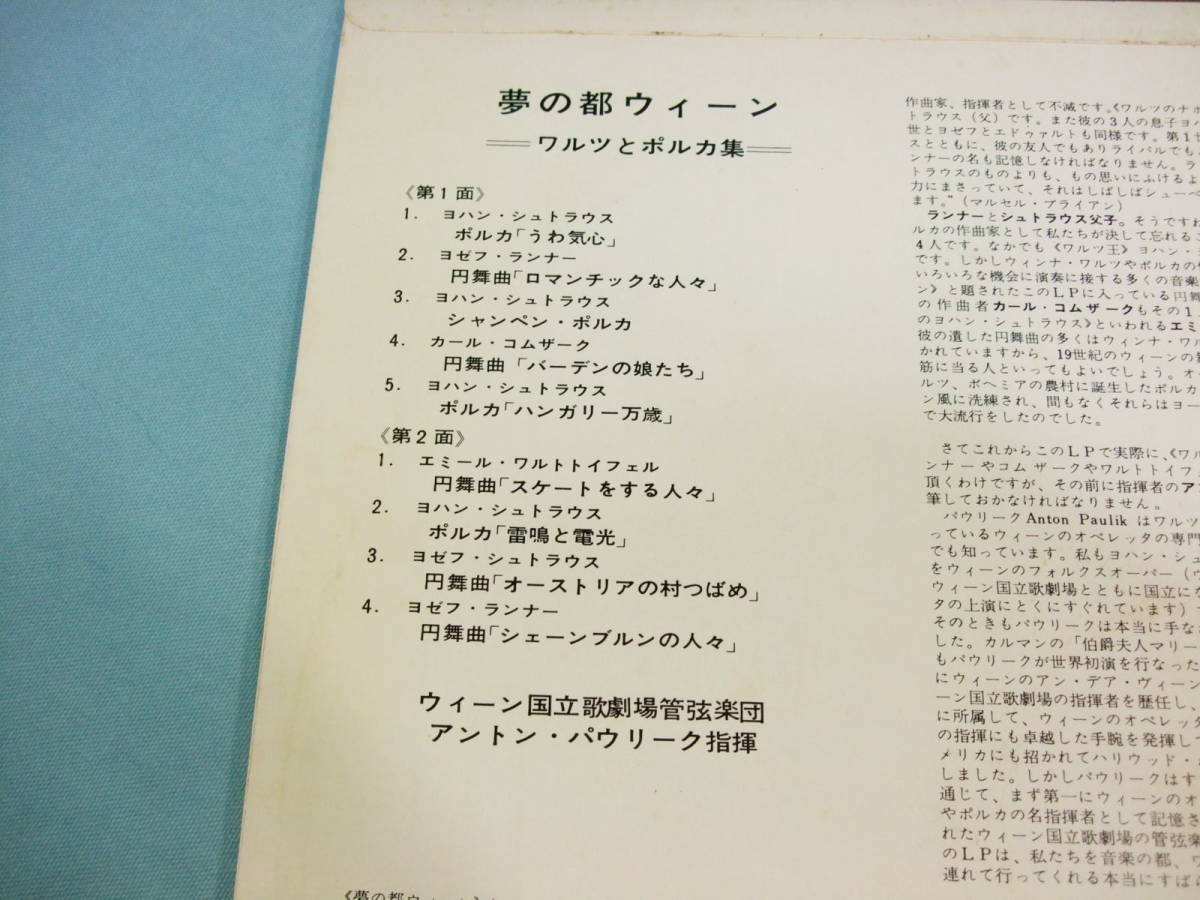 夢の都ウィーン
ワルツとポルカ集
《第1面》
1. ヨハン・シュトラウス
ポルカ「うわ気心」
2. ヨゼフ・ランナー
円舞曲「ロマンチックな人々」
3. ヨハン・シュトラウス
シャンペン・ポルカ
4. カール・コムザーク
円舞曲「バーデンの娘たち」
5. ヨハン・シュトラウス
ポルカ「ハンガリー万歳」
《第2面》
1. エミール・ワルトトイフェル
円舞曲「スケートをする人々」
2. ヨハン・シュトラウス
ポルカ「雷鳴と電光」
3. ヨゼフ・シュトラウス
円舞曲「オーストリアの村つばめ」
4. ヨゼフ・ランナー
円舞曲「シェーンブルンの人々」
ウィーン国立歌劇場管弦楽団
アントン・パウリーク指揮
作曲家、指揮者として不滅です。《ワルツのナポ
トラウス（父）です。また彼の3人の息子ヨハ
世とヨゼフとエドゥァルトも同様です。第1
スとともに、彼の友人でもありライバルでも
ンナーの名も記憶しなければなりません。ラ
トラウスのものよりも、もの思いにふけるよ
力にまさっていて、それはしばしばシューベ
ます。”（マルセル・ブライアン）
ランナーとシュトラウス父子。そうですね
ルカの作曲家として私たちが決して忘れるこ
4人です。なかでも《ワルツ王》ヨハン・
です。しかしウィンナ・ワルツやポルカの
いろいろな機会に演奏に接する多くの音楽
ン》と題されたこのLPに入っている円舞
の作曲者カール・コムザークもその1
のヨハン・シュトラウス》といわれるエミ
彼の遺した円舞曲の多くはウィンナ・ワル
かれていますから、19世紀のウィーンの
筋に当る人といってもよいでしょう。オ
ルツ、ボヘミアの農村に誕生したポルカ
ン風に洗練され、間もなくそれらはヨー
で大流行をしたのでした。
さてこれからこのLPで実際に、《ワル
ンナーやコムザークやワルトトイフ
頂くわけですが、その前に指揮者のア
筆しておかなければなりません。
パウリークAnton Paulik はワルツ
っているウィーンのオペレッタの専門
でも知っています。私もヨハン・シュ
をウィーンのフォルクスオーパー（
ウィーン国立歌劇場とともに国立にな
タの上演にとくにすぐれています）
そのときもパウリークは本当に手な
した。カルマンの「伯爵夫人マリー
もパウリークが世界初演を行なった
にウィーンのアン・デア・ヴィーン
ーン国立歌劇場の指揮者を歴任し、
に所属して、ウィーンのオペレッタ
の指揮にも卓越した手腕を発揮して
メリカにも招かれてハリウッド・
しました。しかしパウリークはす
通じて、まず第一にウィーンのオ
やポルカの名指揮者として記憶さ
れたウィーン国立歌劇場の管弦楽
のLPは、私たちを音楽の都、
連れて行ってくれる本当にすば
《夢の都ウ